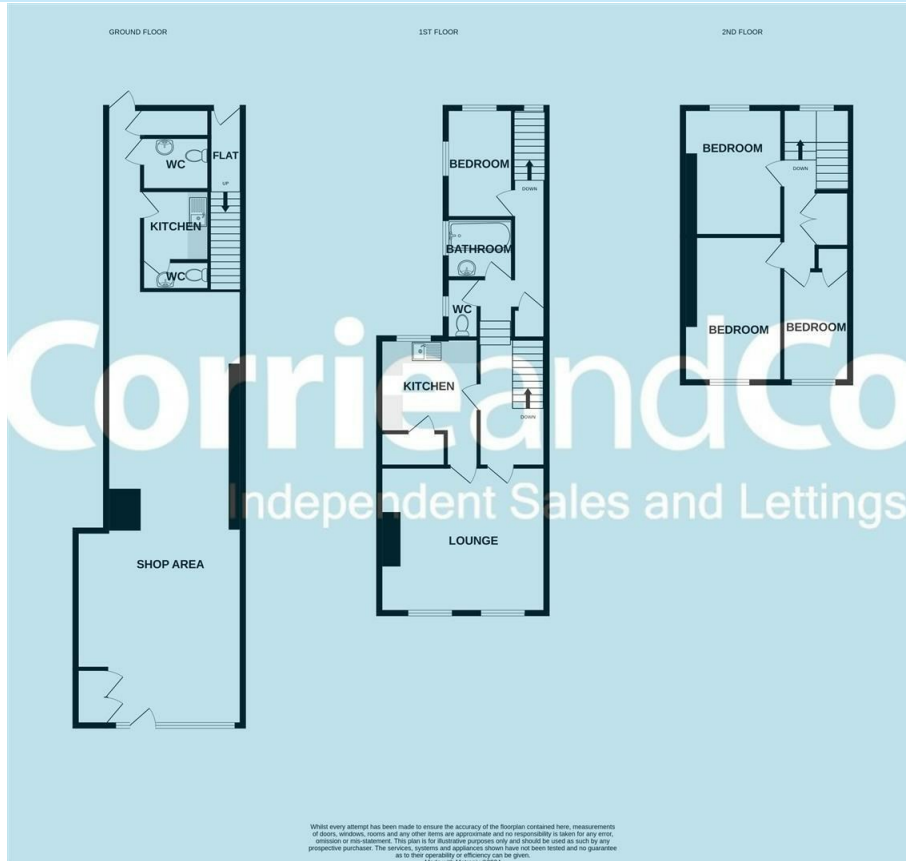 GROUND FLOOR
1ST FLOOR
2ND FLOOR
WC
FLAT
UP
KITCHEN
WC
SHOP AREA
BEDROOM
DOWN
BATHROOM
WC
KITCHEN
DOWN
LOUNGE
BEDROOM
DOWN
BEDROOM
BEDROOM
CorrieandCo
Independent Sales and Lettings
Whilst every attempt has been made to ensure the accuracy of the floorplan contained here, measurements
of doors, windows, rooms and any other items are approximate and no responsibility is taken for any error,
omission or mis-statement. This plan is for illustrative purposes only and should be used as such by any
prospective purchaser. The services, systems and appliances shown have not been tested and no guarantee
as to their operability or efficiency can be given.